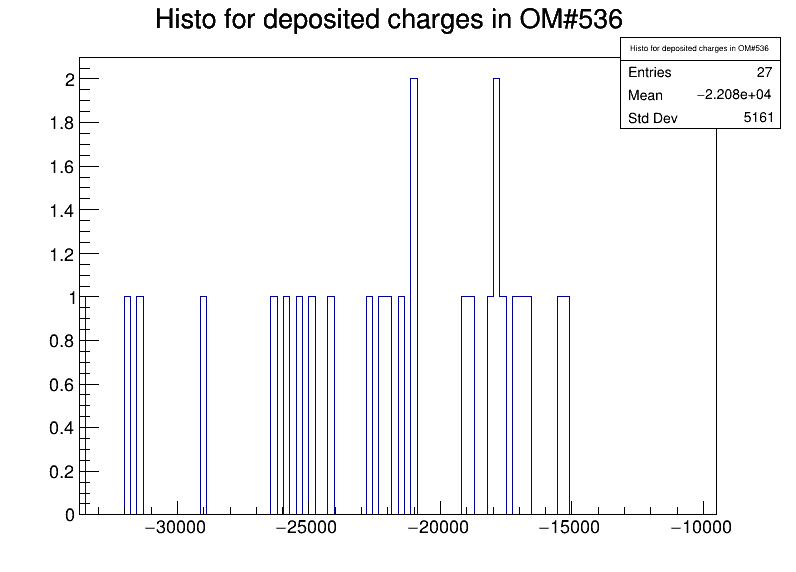 Histo for deposited charges in OM#536
Histo for deposited charges in OM#536
Entries 27
Mean −2.208e+04
Std Dev 5161
2
1.8
1.6
1.4
1.2
1
0.8
0.6
0.4
0.2
0
−30000 −25000 −20000 −15000 −10000